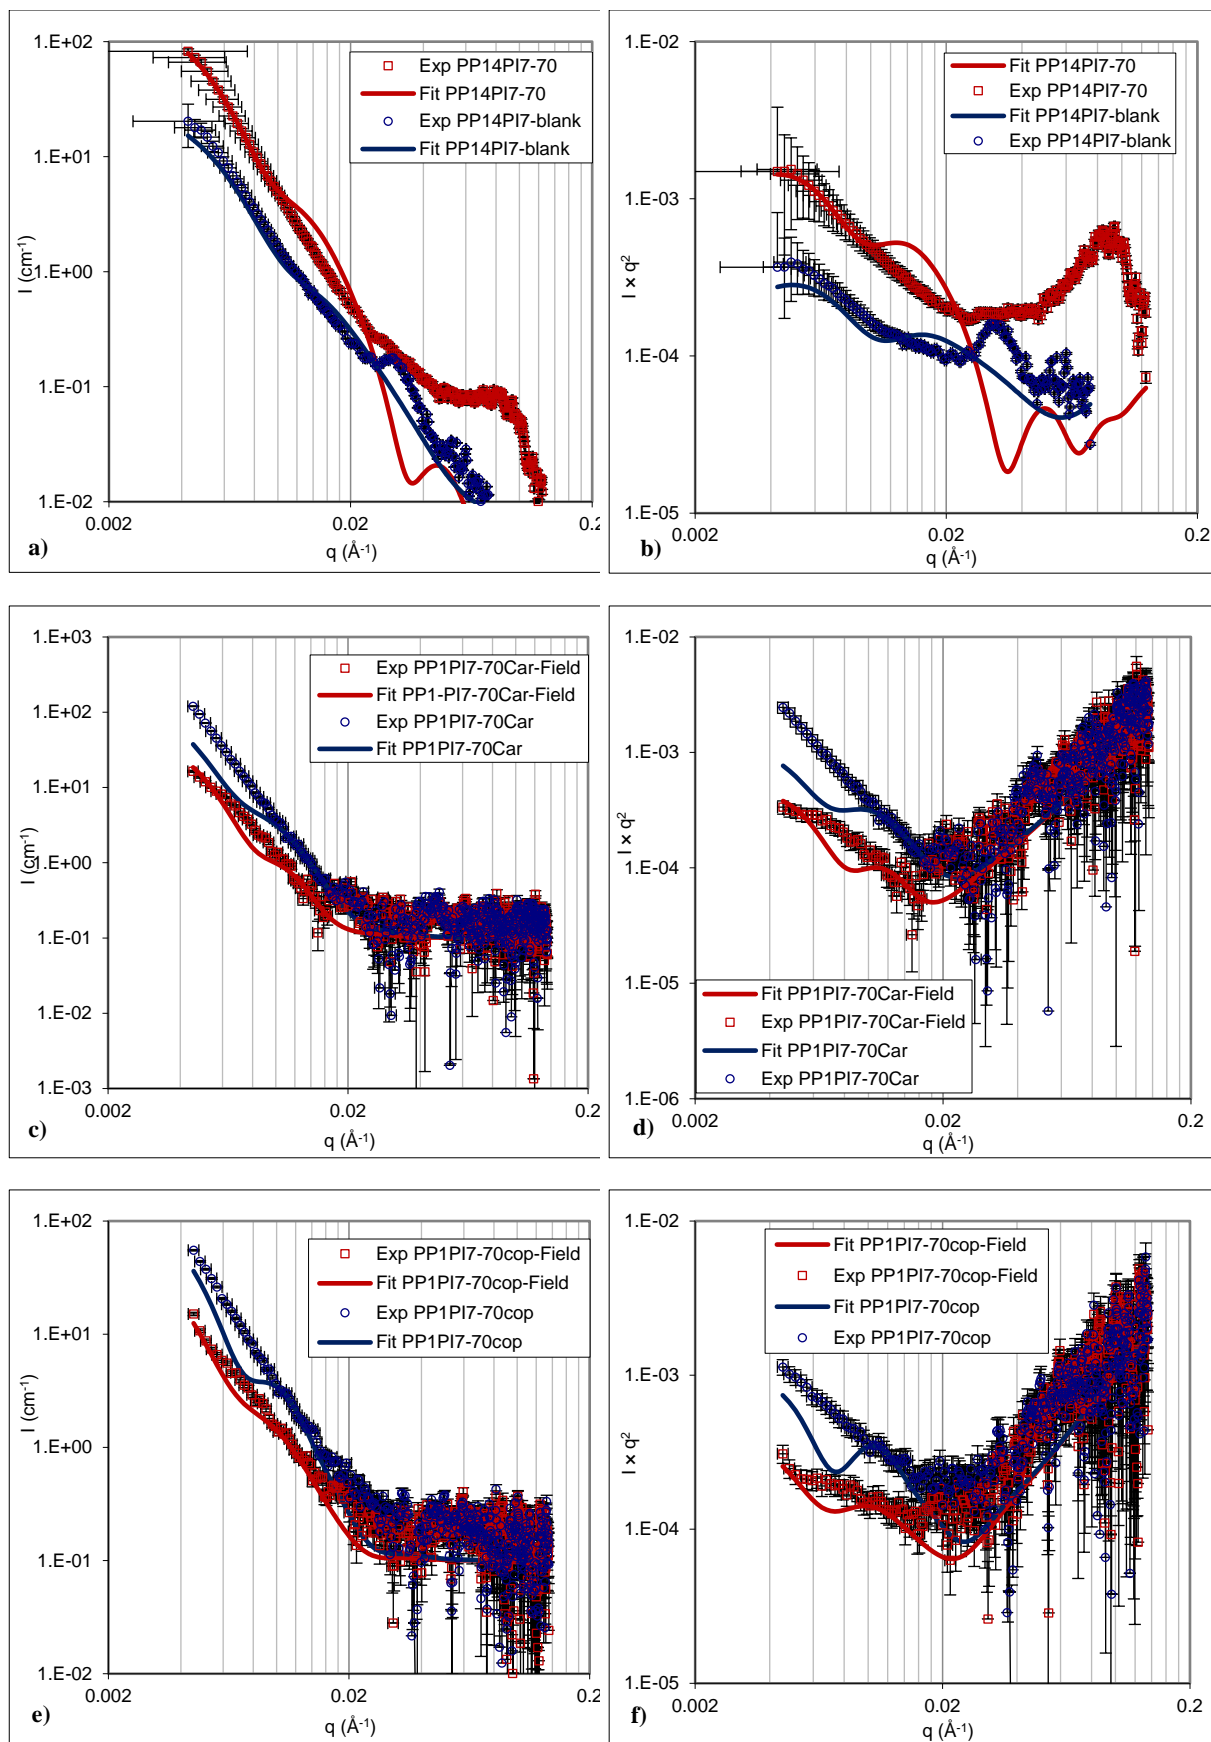 1.E+02
1.E+01
1.E+00
1.E-01
1.E-02
I (cm-1)
0.002
0.02
0.2
q (Å-1)
a)
Exp PP14PI7-70
Fit PP14PI7-70
Exp PP14PI7-blank
Fit PP14PI7-blank
1.E-02
1.E-03
1.E-04
1.E-05
I × q2
0.002
0.02
0.2
q (Å-1)
b)
Fit PP14PI7-70
Exp PP14PI7-70
Fit PP14PI7-blank
Exp PP14PI7-blank
1.E+03
1.E+02
1.E+01
1.E+00
1.E-01
1.E-02
1.E-03
I (cm-1)
0.002
0.02
0.2
q (Å-1)
c)
Exp PP1PI7-70Car-Field
Fit PP1-PI7-70Car-Field
Exp PP1PI7-70Car
Fit PP1PI7-70Car
1.E-02
1.E-03
1.E-04
1.E-05
1.E-06
I × q2
0.002
0.02
0.2
q (Å-1)
d)
Fit PP1PI7-70Car-Field
Exp PP1PI7-70Car-Field
Fit PP1PI7-70Car
Exp PP1PI7-70Car
1.E+02
1.E+01
1.E+00
1.E-01
1.E-02
I (cm-1)
0.002
0.02
0.2
q (Å-1)
e)
Exp PP1PI7-70cop-Field
Fit PP1PI7-70cop-Field
Exp PP1PI7-70cop
Fit PP1PI7-70cop
1.E-02
1.E-03
1.E-04
1.E-05
I × q2
0.002
0.02
0.2
q (Å-1)
f)
Fit PP1PI7-70cop-Field
Exp PP1PI7-70cop-Field
Fit PP1PI7-70cop
Exp PP1PI7-70cop